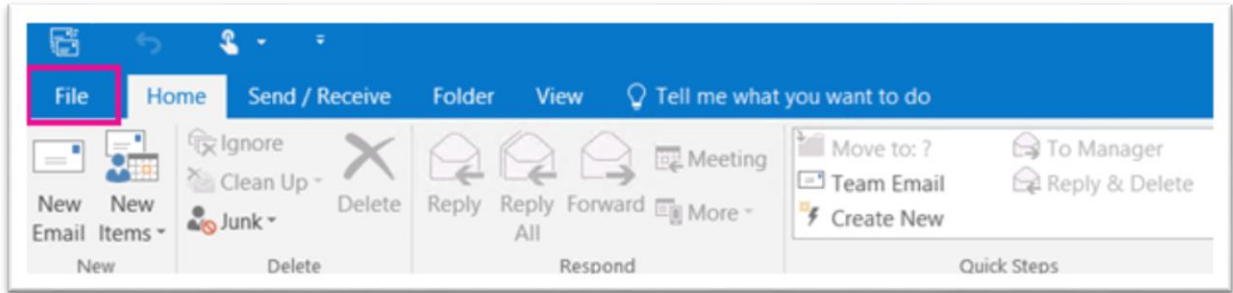 File Home Send / Receive Folder View Tell me what you want to do
Ignore
Clean Up
Junk
Delete
New Email
New Items
Reply
Reply All
Forward
Meeting
More
Move to: ?
Team Email
Create New
To Manager
Reply & Delete
New Delete Respond Quick Steps